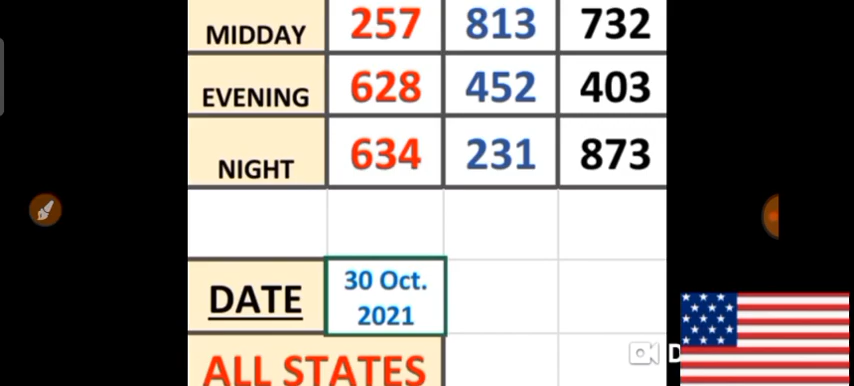 MIDDAY 257 813 732
EVENING 628 452 403
NIGHT 634 231 873
DATE 30 Oct.
2021
ALL STATES
D